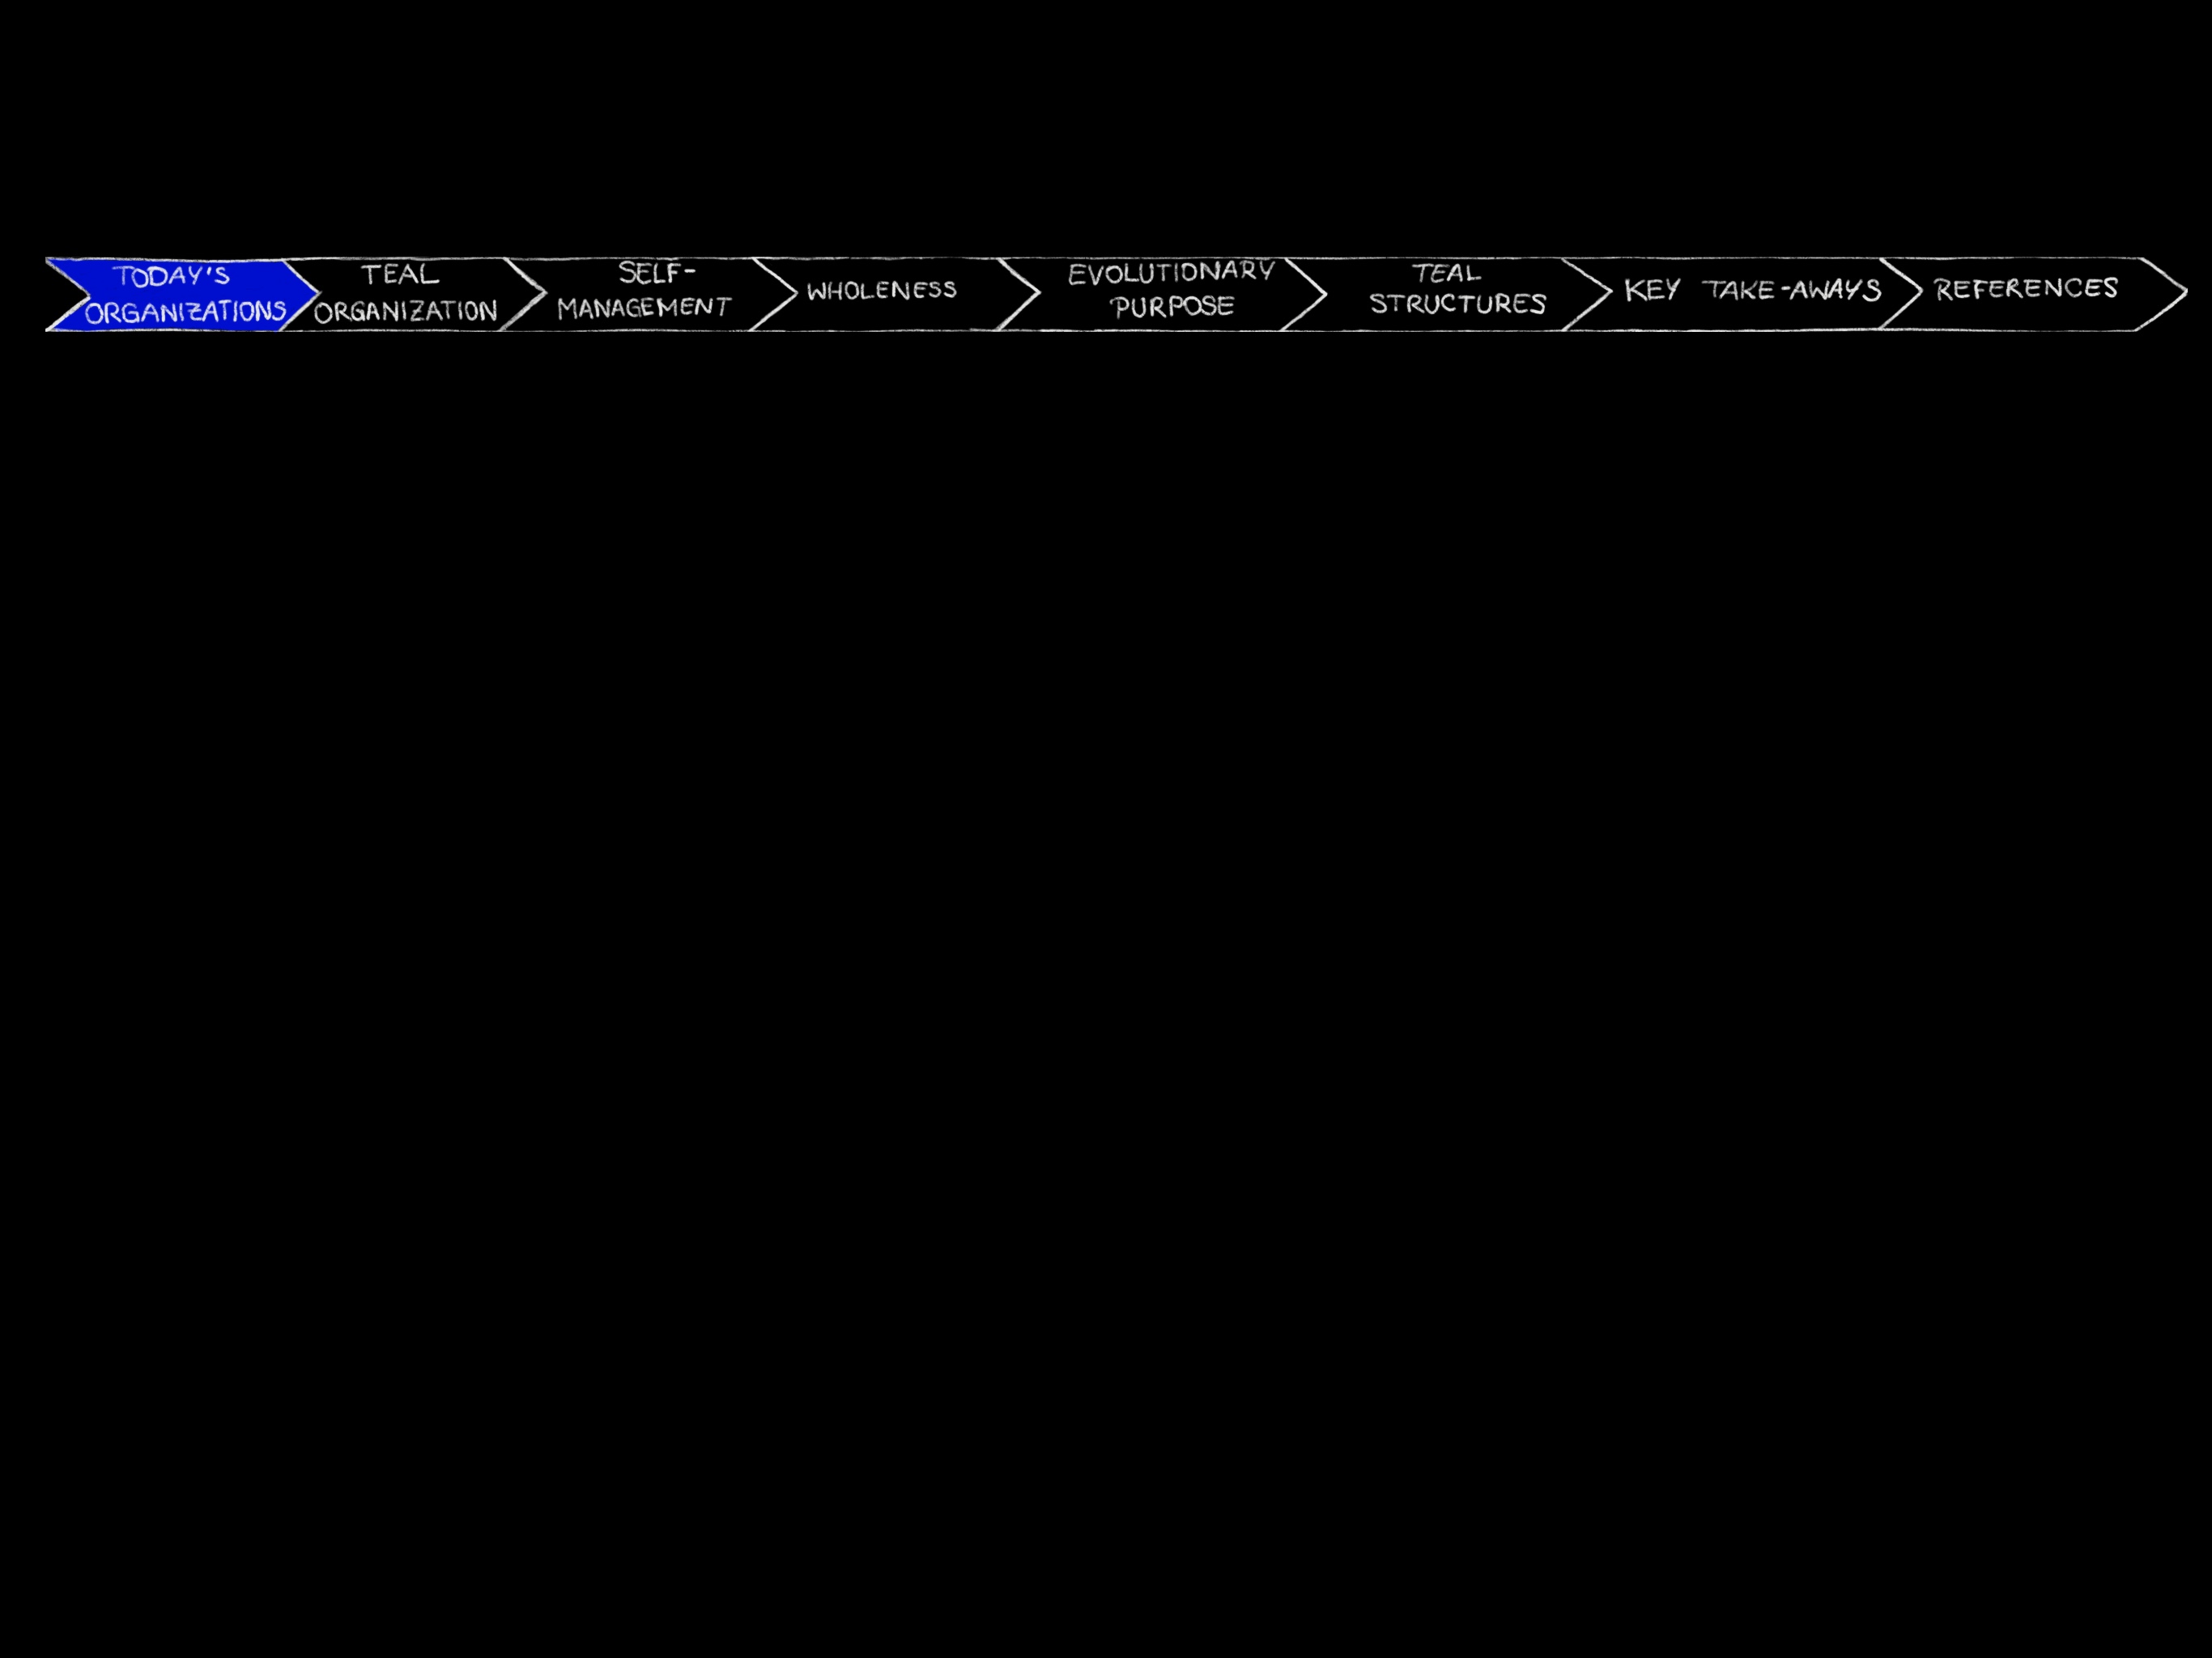 TODAY'S
ORGANIZATIONS
TEAL
ORGANIZATION
SELF-
MANAGEMENT
WHOLENESS
EVOLUTIONARY
PURPOSE
TEAL
STRUCTURES
KEY TAKE-AWAYS
REFERENCES